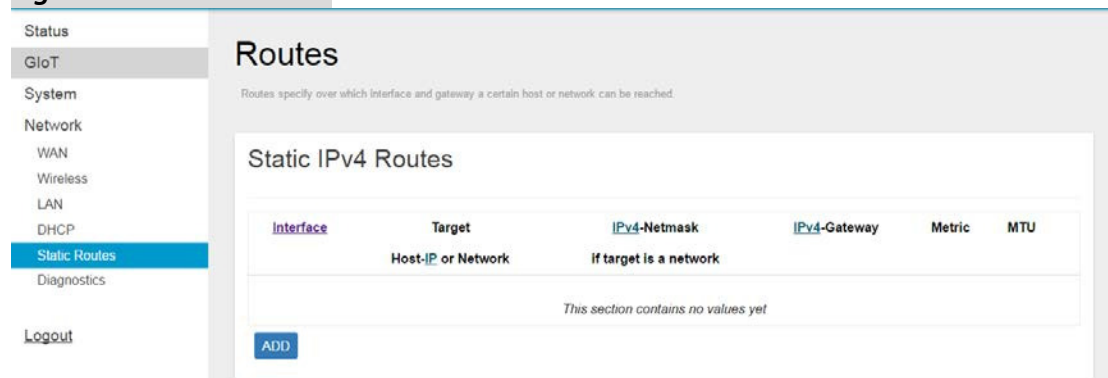 Status
GIoT
System
Network
WAN
Wireless
LAN
DHCP
Static Routes
Diagnostics
Logout
Routes
Routes specify over which interface and gateway a certain host or network can be reached.
Static IPv4 Routes
Interface Target IPv4-Netmask IPv4-Gateway Metric MTU
Host-IP or Network if target is a network
This section contains no values yet
ADD